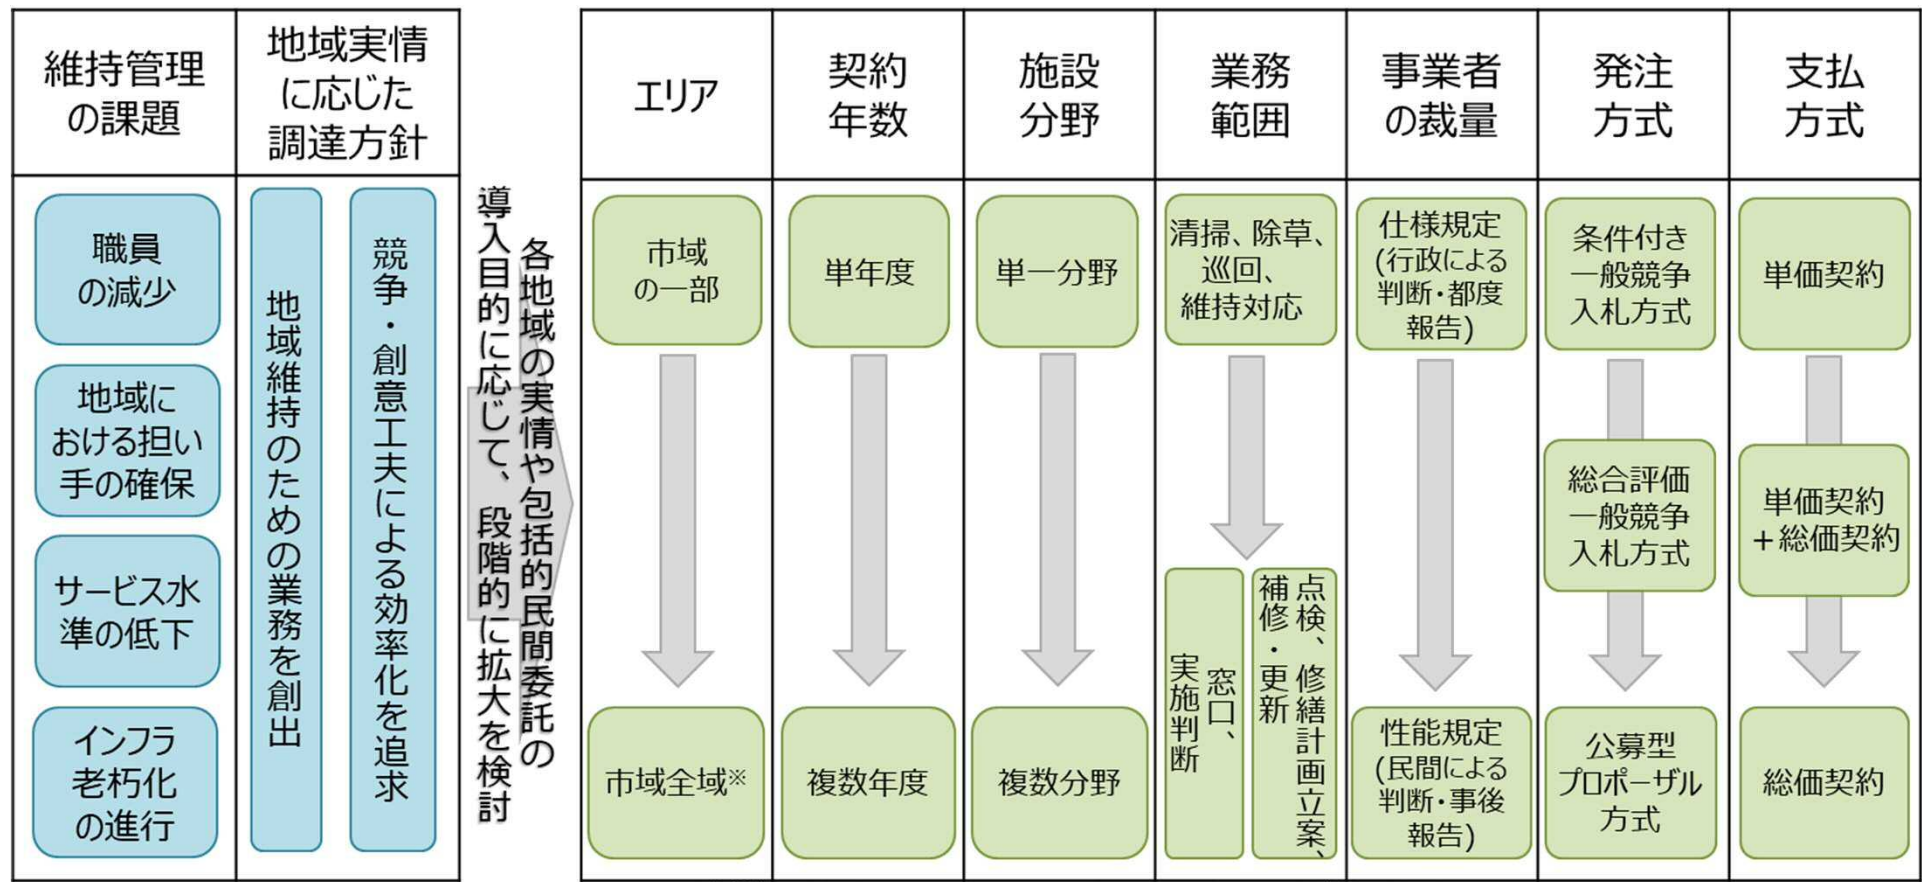 維持管理
の課題
地域実情
に応じた
調達方針
職員
の減少
地域に
おける担い
手の確保
サービス水
準の低下
インフラ
老朽化
の進行
地域維持のための業務を創出
競争・創意工夫による効率化を追求
各地域の実情や包括的民間委託の
導入目的に応じて、段階的に拡大を検討
エリア
契約
年数
施設
分野
業務
範囲
事業者
の裁量
発注
方式
支払
方式
市域
の一部
市域全域※
単年度
複数年度
単一分野
複数分野
清掃、除草、
巡回、
維持対応
点検、修繕計画立案、
補修・更新
窓口、
実施判断
仕様規定
(行政による
判断・都度
報告)
性能規定
(民間による
判断・事後
報告)
条件付き
一般競争
入札方式
総合評価
一般競争
入札方式
公募型
プロポーザル
方式
単価契約
単価契約
＋総価契約
総価契約